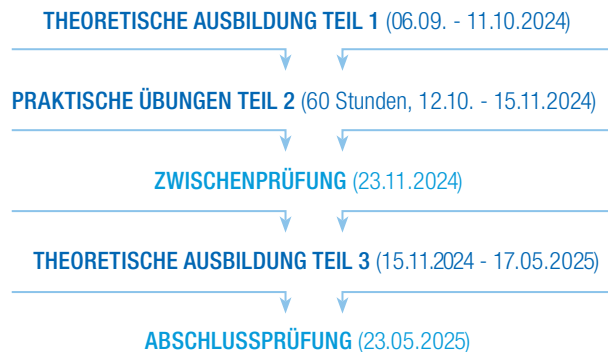 THEORETISCHE AUSBILDUNG TEIL 1 (06.09. - 11.10.2024)
PRAKTISCHE ÜBUNGEN TEIL 2 (60 Stunden, 12.10. - 15.11.2024)
ZWISCHENPRÜFUNG (23.11.2024)
THEORETISCHE AUSBILDUNG TEIL 3 (15.11.2024 - 17.05.2025)
ABSCHLUSSPRÜFUNG (23.05.2025)